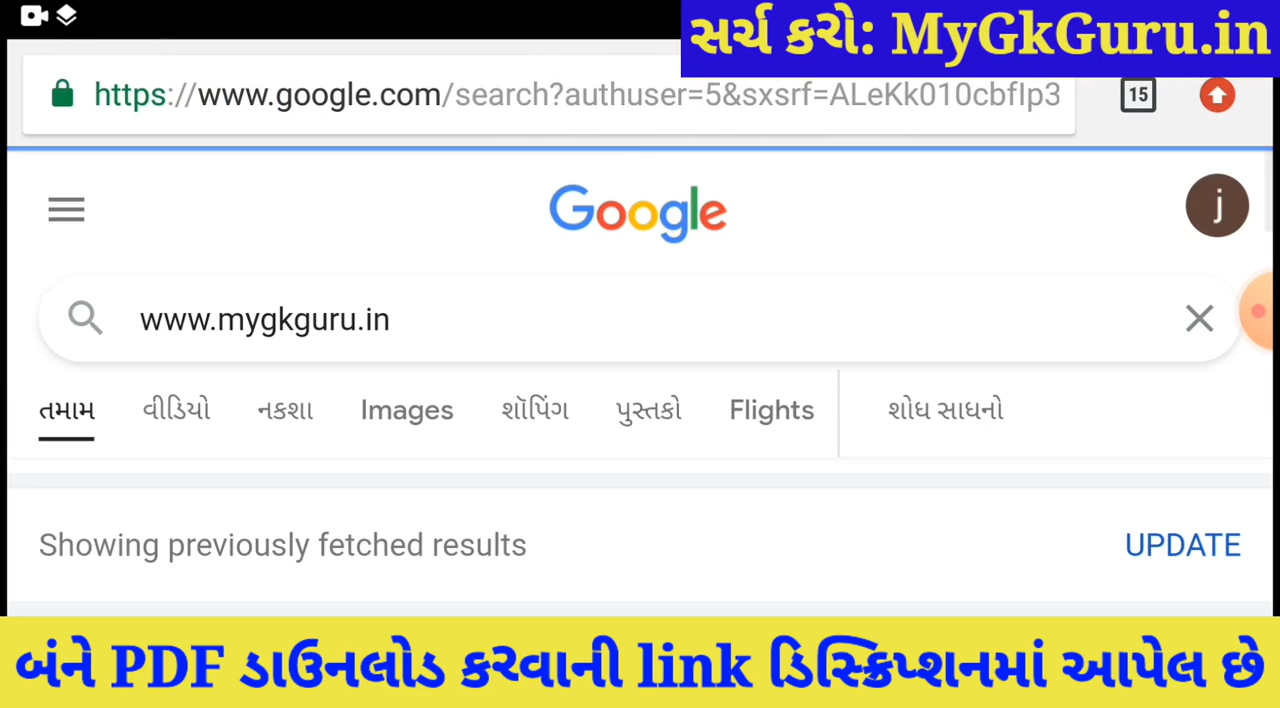 સર્ચ કરો: MyGkGuru.in
https://www.google.com/search?authuser=5&sxsrf=ALeKk010cbfIp3
15
Google
j
www.mygkguru.in
તમામ વીડિયો નકશા Images શૉપિંગ પુસ્તકો Flights શોધ સાધનો
Showing previously fetched results UPDATE
બંને PDF ડાઉનલોડ કરવાની link ડિસ્ક્રિપ્શનમાં આપેલ છે